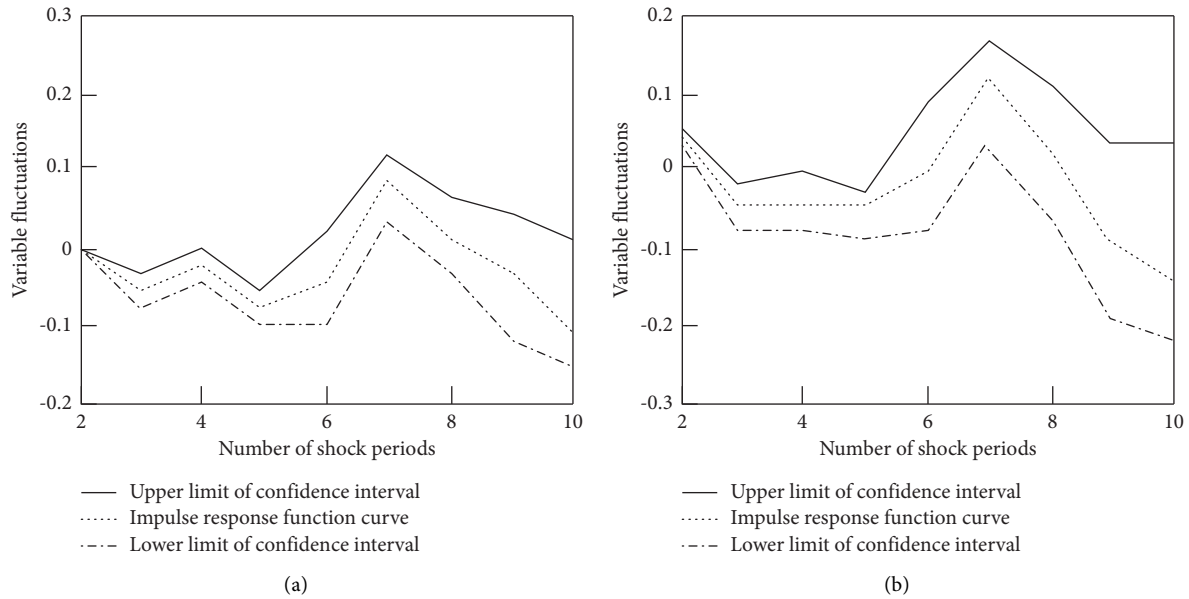 0.3
0.2
0.1
0
-0.1
-0.2
Variable fluctuations
2 4 6 8 10
Number of shock periods
Upper limit of confidence interval
Impulse response function curve
Lower limit of confidence interval
(a)
0.2
0.1
0
-0.1
-0.2
-0.3
Variable fluctuations
2 4 6 8 10
Number of shock periods
Upper limit of confidence interval
Impulse response function curve
Lower limit of confidence interval
(b)